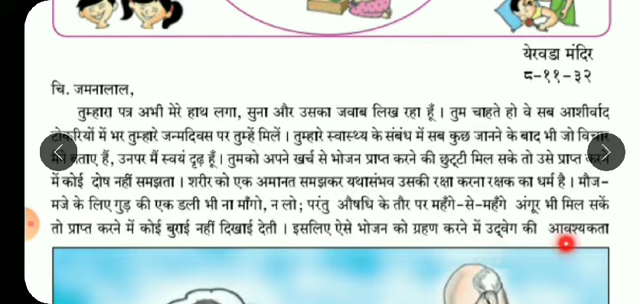 येरवडा मंदिर
८-११-३२
चि. जमनालाल,
तुम्हारा पत्र अभी मेरे हाथ लगा, सुना और उसका जवाब लिख रहा हूँ । तुम चाहते हो वे सब आशीर्वाद
टोकरियों में भर तुम्हारे जन्मदिवस पर तुम्हें मिलें । तुम्हारे स्वास्थ्य के संबंध में सब कुछ जानने के बाद भी जो विचार
मैंने बताए हैं, उनपर मैं स्वयं दृढ़ हूँ । तुमको अपने खर्च से भोजन प्राप्त करने की छुट्टी मिल सके तो उसे प्राप्त करने
में कोई दोष नहीं समझता । शरीर को एक अमानत समझकर यथासंभव उसकी रक्षा करना रक्षक का धर्म है । मौज-
मजे के लिए गुड़ की एक डली भी ना माँगो, न लो; परंतु औषधि के तौर पर महँगे-से-महँगे अंगूर भी मिल सकें
तो प्राप्त करने में कोई बुराई नहीं दिखाई देती । इसलिए ऐसे भोजन को ग्रहण करने में उद्वेग की आवश्यकता